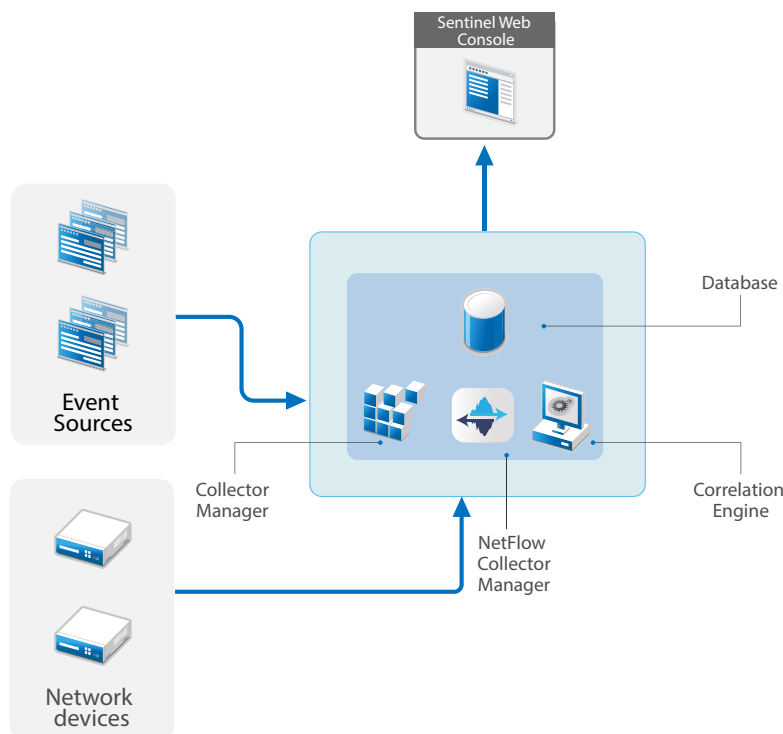 Sentinel Web
Console
Database
Event
Sources
Collector
Manager
Correlation
Engine
NetFlow
Collector
Manager
Network
devices